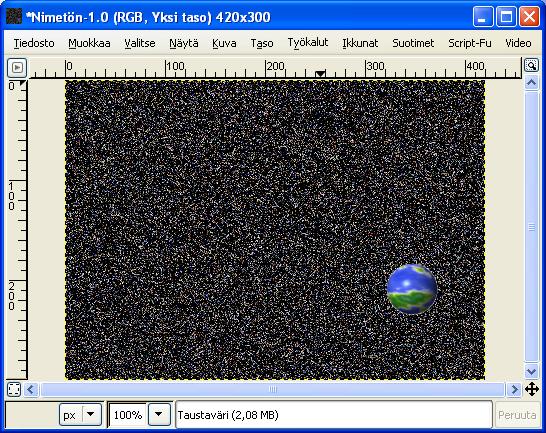 *Nimetön-1.0 (RGB, Yksi taso) 420x300
Tiedosto Muokkaa Valitse Näytä Kuva Taso Työkalut Ikkunat Suotimet Script-Fu Video
0 100 200 300 400
0
100
200
px 100% Taustaväri (2,08 MB) Peruuta